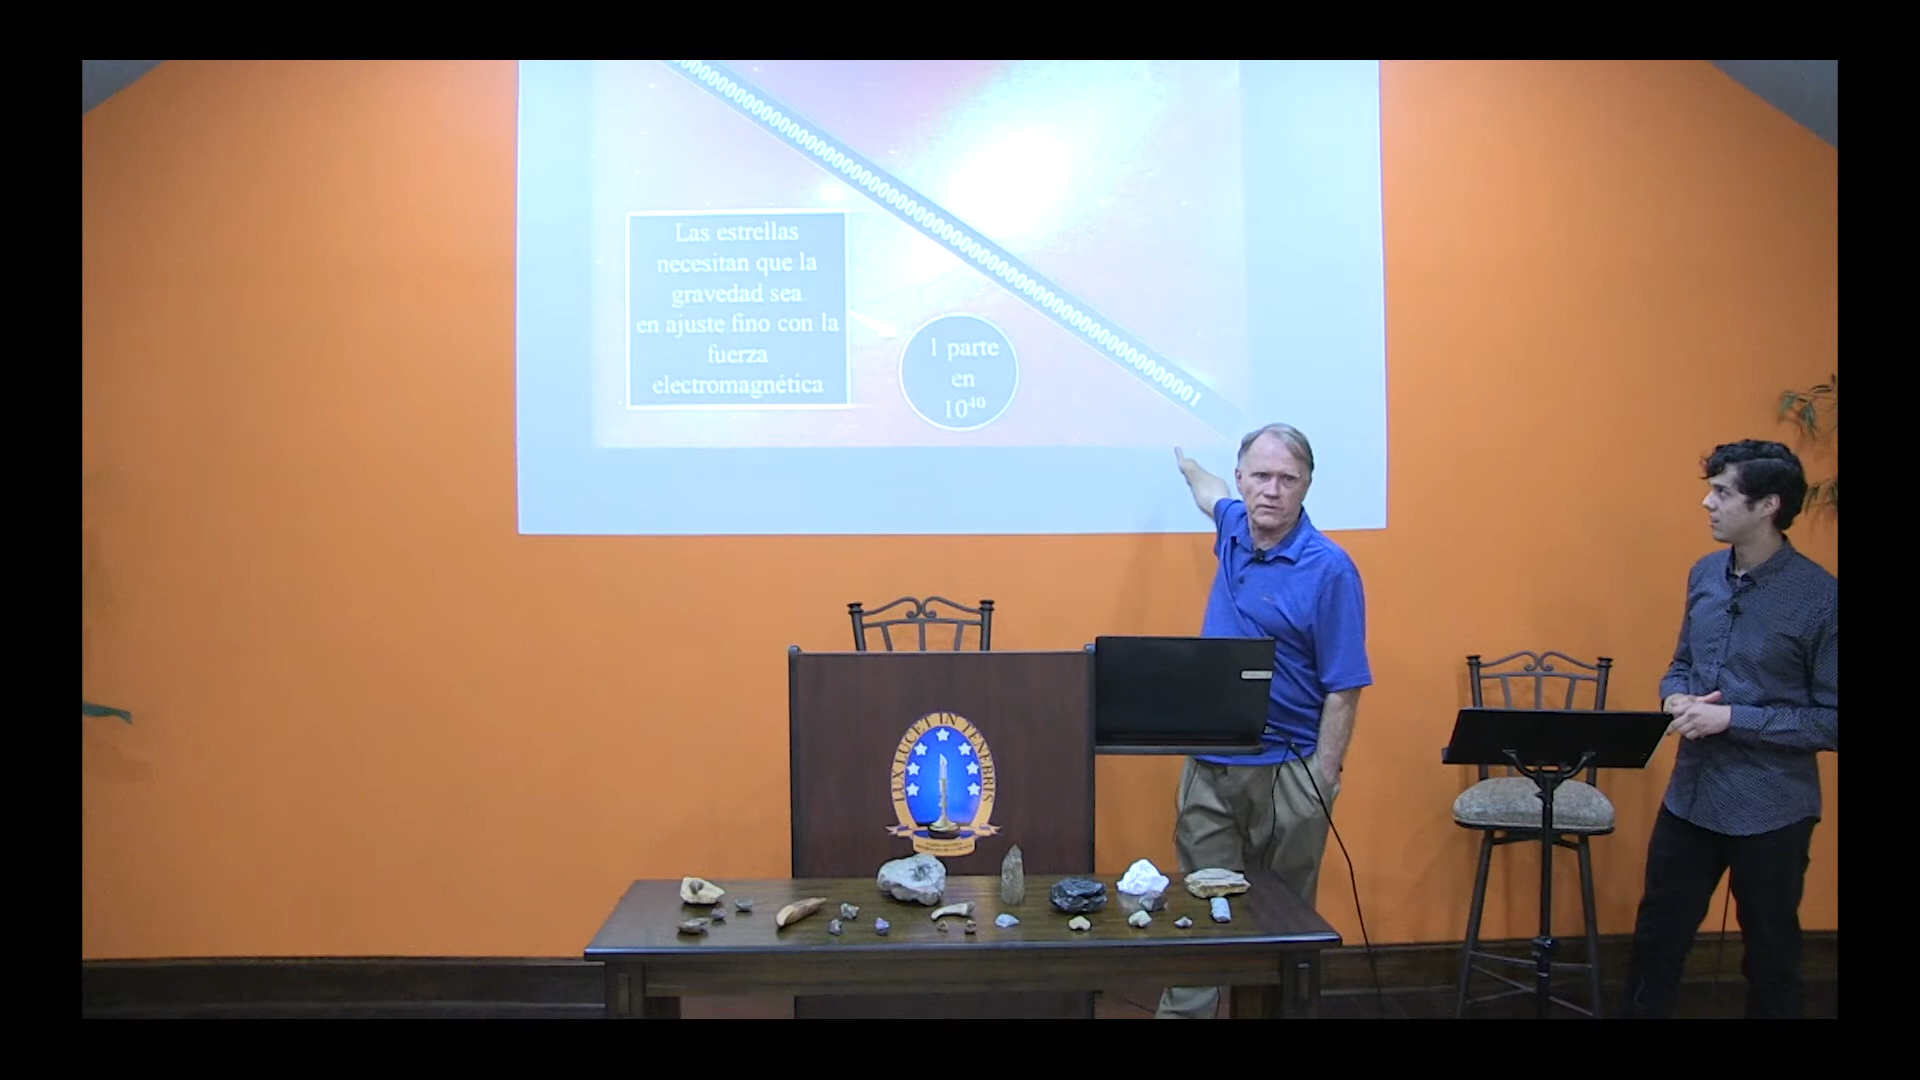 0000000000000000000000000000000000000000000000000001
Las estrellas
necesitan que la
gravedad sea
en ajuste fino con la
fuerza
electromagnética
1 parte
en
10⁴⁰
LUX LUCET IN TENEBRIS